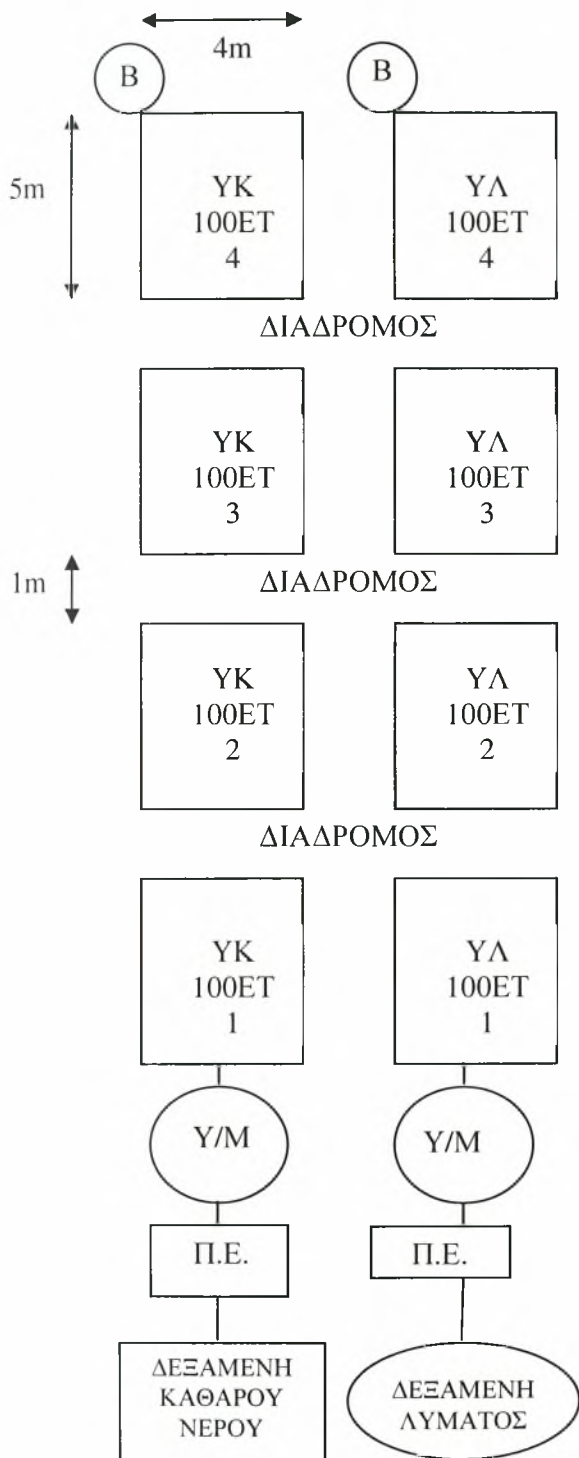 4m
B
B
5m
ΥΚ
100ΕΤ
4
ΥΛ
100ΕΤ
4
ΔΙΑΔΡΟΜΟΣ
ΥΚ
100ΕΤ
3
ΥΛ
100ΕΤ
3
1m
ΔΙΑΔΡΟΜΟΣ
ΥΚ
100ΕΤ
2
ΥΛ
100ΕΤ
2
ΔΙΑΔΡΟΜΟΣ
ΥΚ
100ΕΤ
1
ΥΛ
100ΕΤ
1
Υ/Μ
Υ/Μ
Π.Ε.
Π.Ε.
ΔΕΞΑΜΕΝΗ
ΚΑΘΑΡΟΥ
ΝΕΡΟΥ
ΔΕΞΑΜΕΝΗ
ΛΥΜΑΤΟΣ